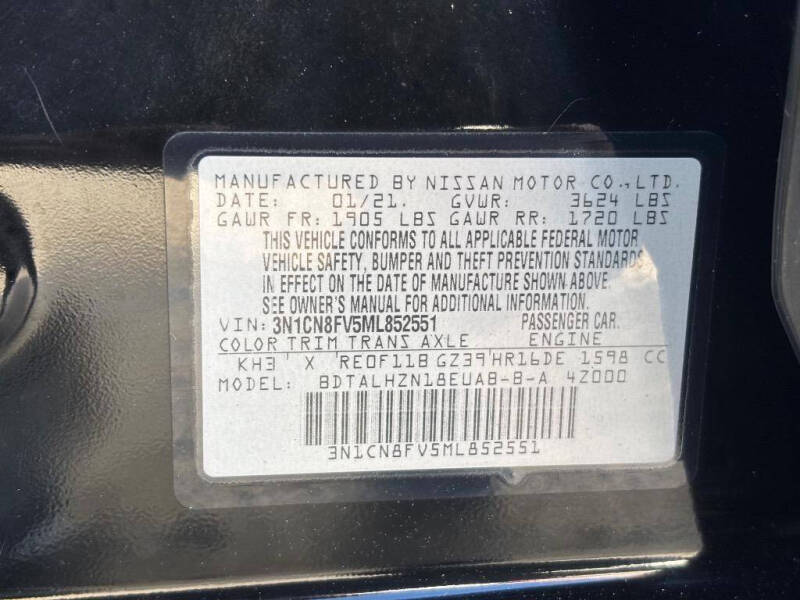 MANUFACTURED BY NISSAN MOTOR CO., LTD.
DATE: 01/21. GVWR: 3624 LBS
GAWR FR: 1905 LBS GAWR RR: 1720 LBS
THIS VEHICLE CONFORMS TO ALL APPLICABLE FEDERAL MOTOR
VEHICLE SAFETY, BUMPER AND THEFT PREVENTION STANDARDS
IN EFFECT ON THE DATE OF MANUFACTURE SHOWN ABOVE.
SEE OWNER'S MANUAL FOR ADDITIONAL INFORMATION.
VIN: 3N1CN8FV5ML852551 PASSENGER CAR.
COLOR TRIM TRANS AXLE ENGINE
KH3 X RE0F11B GZ39 HR16DE 1598 CC
MODEL: BDTALHZN18EUAB-B-A 4Z000
3N1CN8FV5ML852551